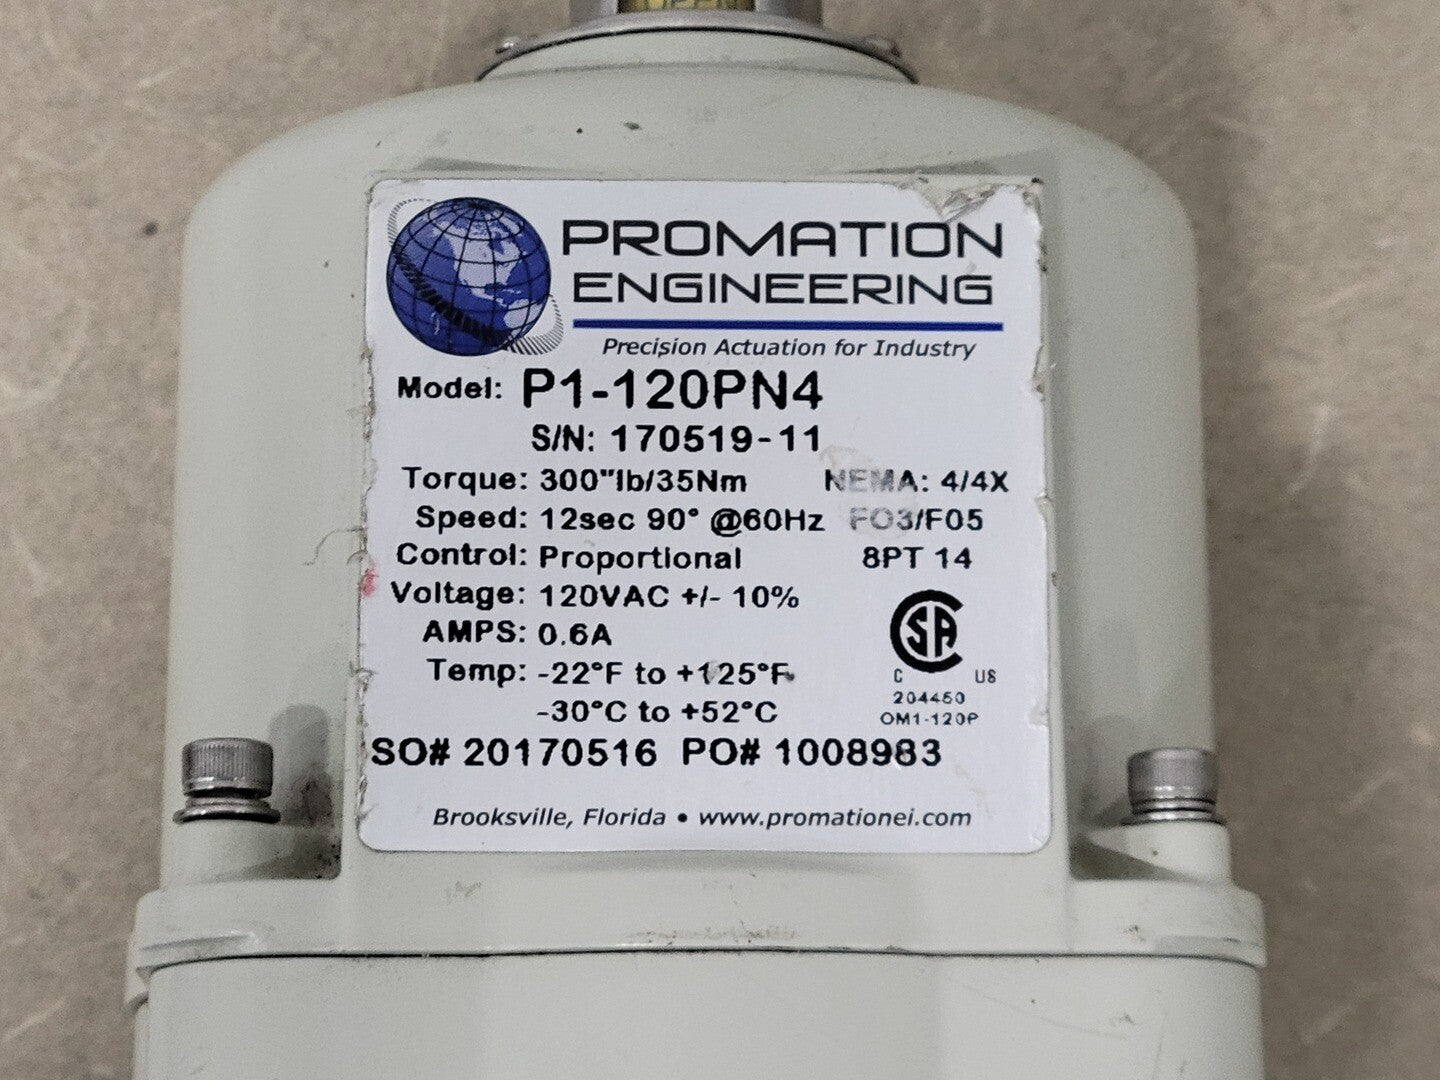 OPEN
PROMATION
ENGINEERING
Precision Actuation for Industry
Model: P1-120PN4
S/N: 170519-11
Torque: 300"lb/35Nm NEMA: 4/4X
Speed: 12sec 90° @60Hz FO3/F05
Control: Proportional 8PT 14
Voltage: 120VAC +/- 10%
AMPS: 0.6A
SA
Temp: -22°F to +125°F
C US
204460
-30°C to +52°C
OM1-120P
SO# 20170516 PO# 1008983
Brooksville, Florida • www.promationei.com